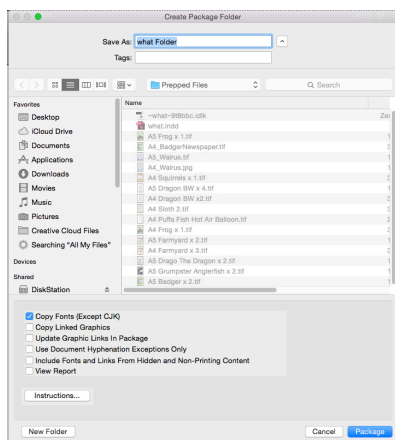 Create Package Folder
Save As: what Folder
Tags:
Prepped Files
Search
Favorites
Desktop
iCloud Drive
Documents
Applications
Downloads
Movies
Music
Pictures
Creative Cloud Files
Searching "All My Files"
Devices
Shared
DiskStation
Name
~what~9t8bbc.idlk
what.indd
A5 Frog x 1.tif
A4_BadgerNewspaper.tif
A5_Walrus.tif
A4_Walrus.jpg
A4 Squirrels x 1.tif
A5 Dragon BW x 4.tif
A4 Dragon BW x2.tif
A4 Sloth 2.tif
A4 Puffa Fish Hot Air Balloon.tif
A4 Frog x 1.tif
A5 Farmyard x 2.tif
A4 Farmyard x 3.tif
A5 Drago The Dragon x 2.tif
A5 Grumpster Anglerfish x 2.tif
A5 Badger x 2.tif
Copy Fonts (Except CJK)
Copy Linked Graphics
Update Graphic Links In Package
Use Document Hyphenation Exceptions Only
Include Fonts and Links From Hidden and Non-Printing Content
View Report
Instructions...
New Folder
Cancel
Package